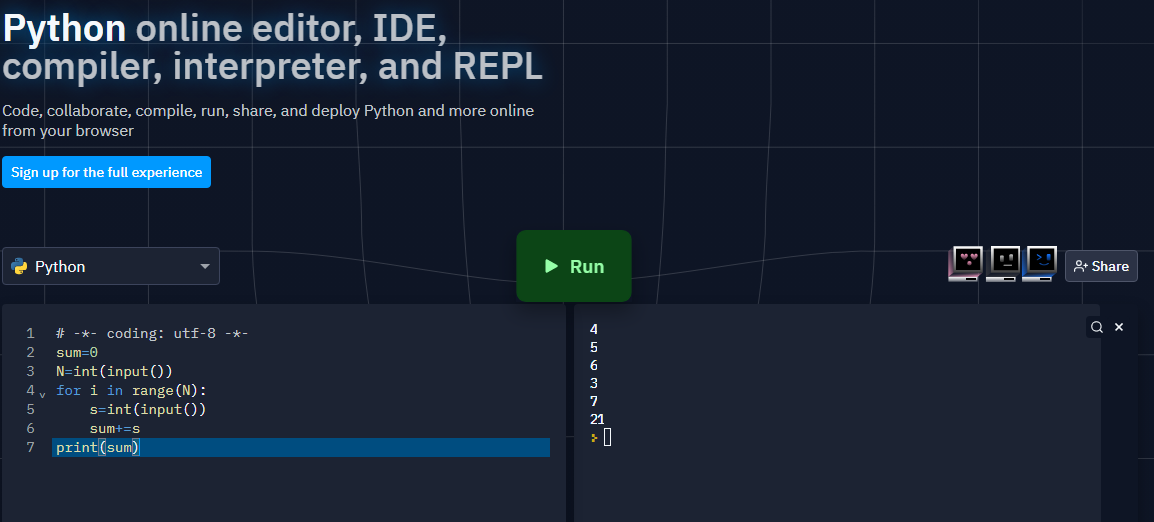 Python online editor, IDE,
compiler, interpreter, and REPL
Code, collaborate, compile, run, share, and deploy Python and more online
from your browser
Sign up for the full experience
Python
Run
Share
1 # -*- coding: utf-8 -*-
2 sum=0
3 N=int(input())
4 for i in range(N):
5     s=int(input())
6     sum+=s
7 print(sum)
4
5
6
3
7
21